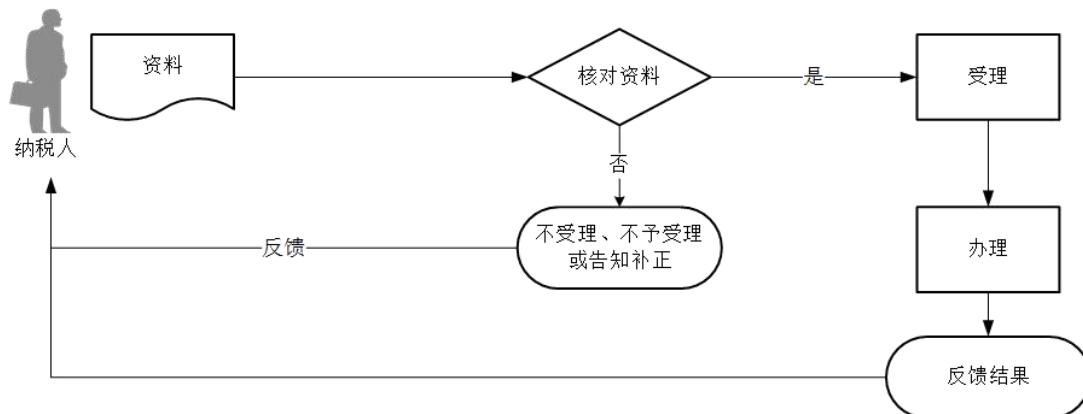 资料
核对资料
是
受理
纳税人
否
不受理、不予受理
或告知补正
反馈
办理
反馈结果